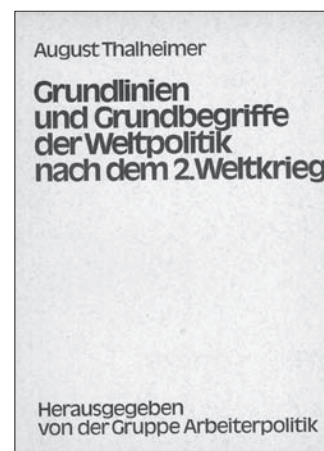 August Thalheimer
Grundlinien
und Grundbegriffe
der Weltpolitik
nach dem 2.Weltkrieg
Herausgegeben
von der Gruppe Arbeiterpolitik